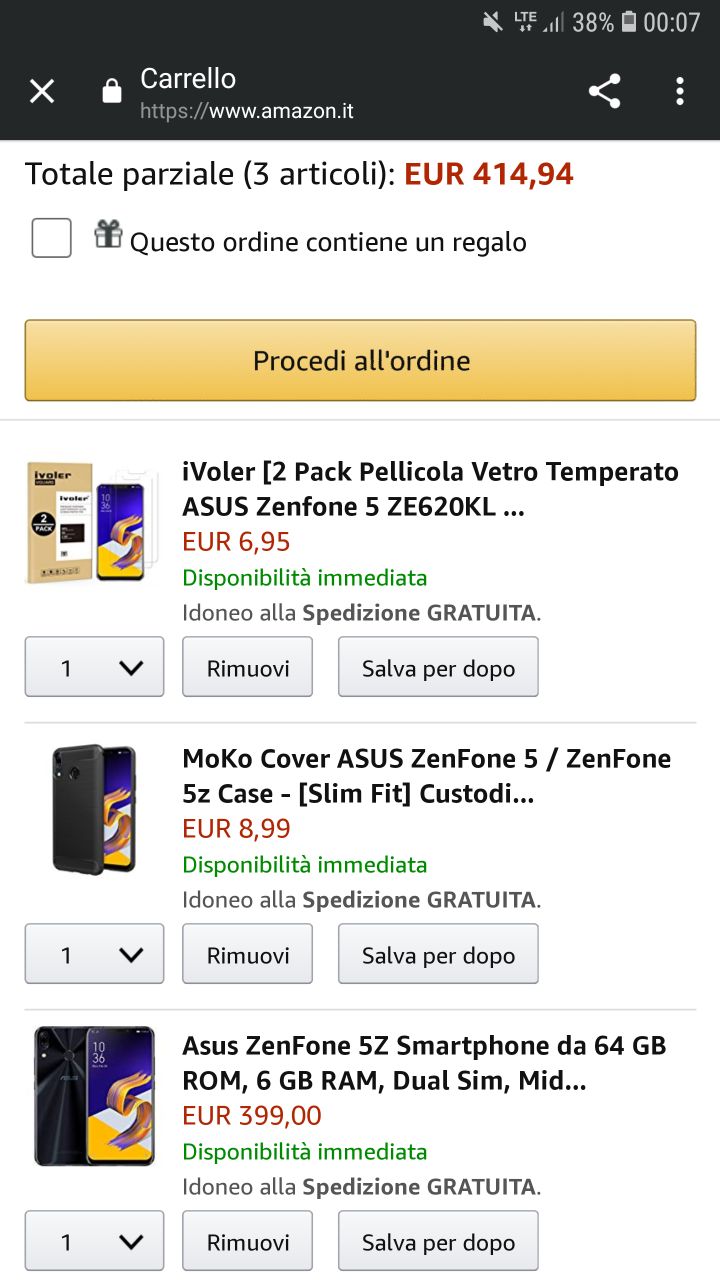 LTE 38% 00:07
Carrello
https://www.amazon.it
Totale parziale (3 articoli): EUR 414,94
Questo ordine contiene un regalo
Procedi all'ordine
iVoler [2 Pack Pellicola Vetro Temperato
ASUS Zenfone 5 ZE620KL ...
EUR 6,95
Disponibilità immediata
Idoneo alla Spedizione GRATUITA.
ivoler
ivoler
2
PACK
10
36
1
Rimuovi
Salva per dopo
MoKo Cover ASUS ZenFone 5 / ZenFone
5z Case - [Slim Fit] Custodi...
EUR 8,99
Disponibilità immediata
Idoneo alla Spedizione GRATUITA.
1
Rimuovi
Salva per dopo
Asus ZenFone 5Z Smartphone da 64 GB
ROM, 6 GB RAM, Dual Sim, Mid...
EUR 399,00
Disponibilità immediata
Idoneo alla Spedizione GRATUITA.
ASUS
10
36
1
Rimuovi
Salva per dopo